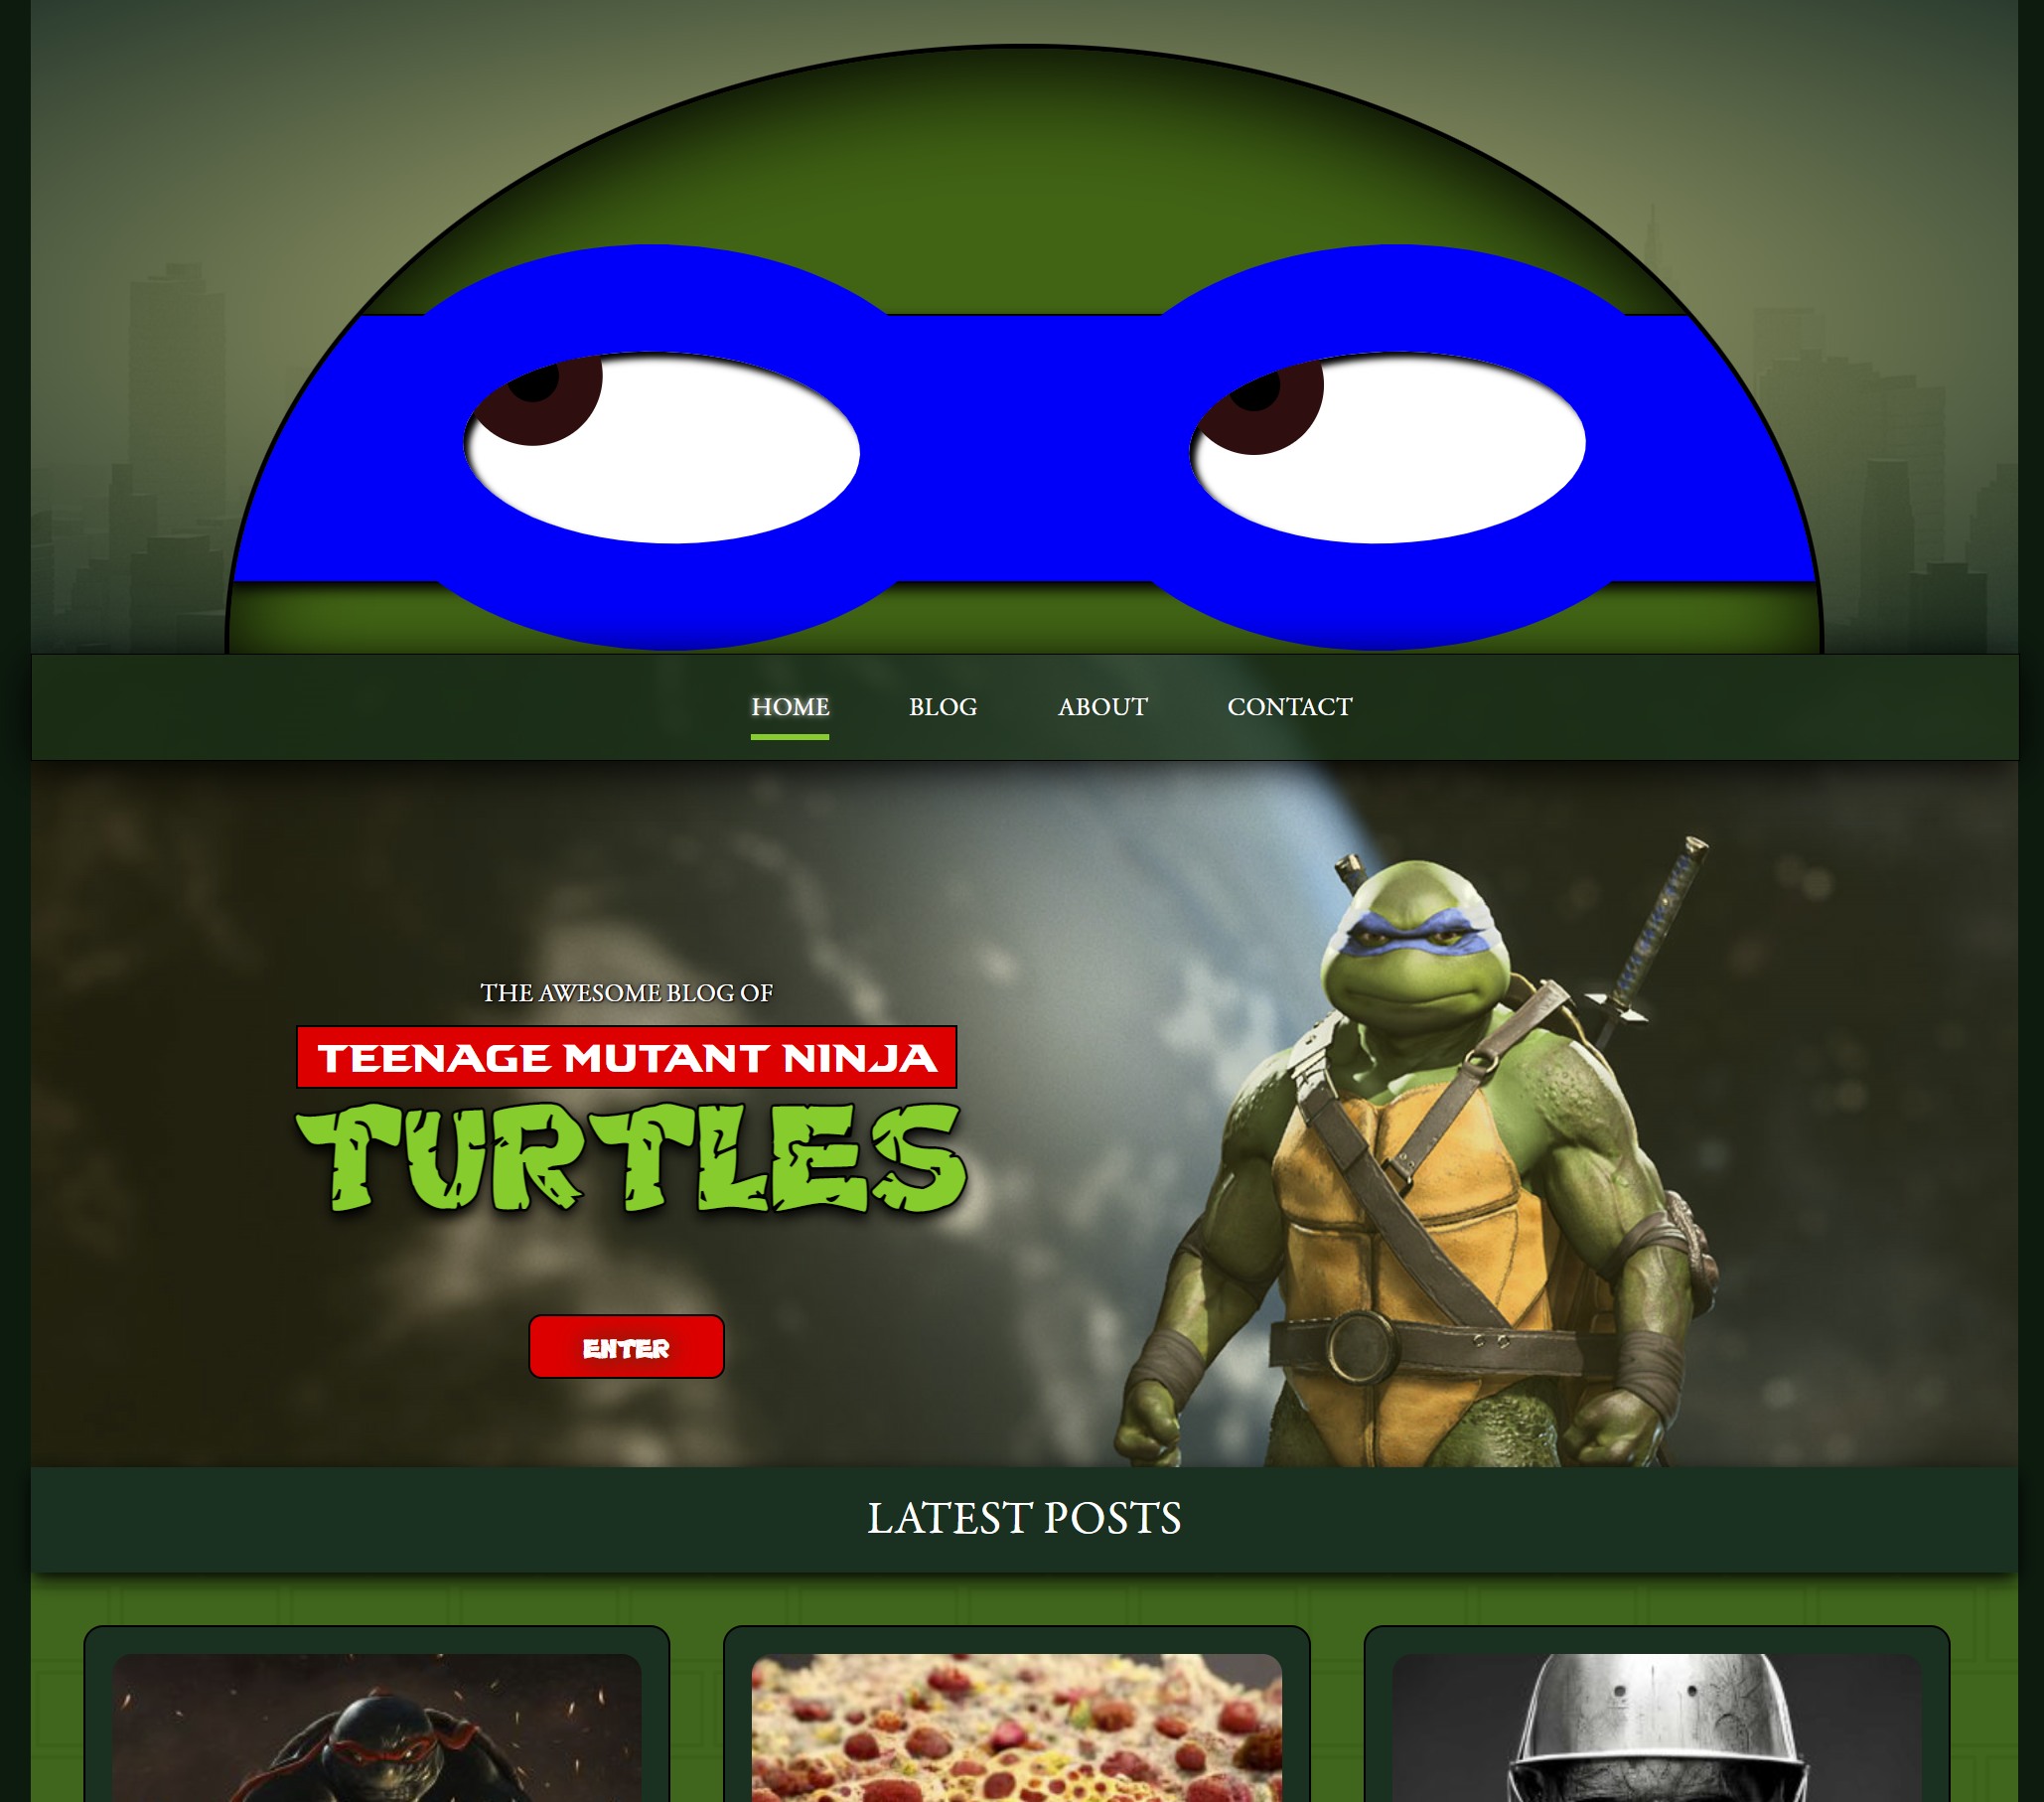 HOME BLOG ABOUT CONTACT
THE AWESOME BLOG OF
TEENAGE MUTANT NINJA
TURTLES
ENTER
LATEST POSTS